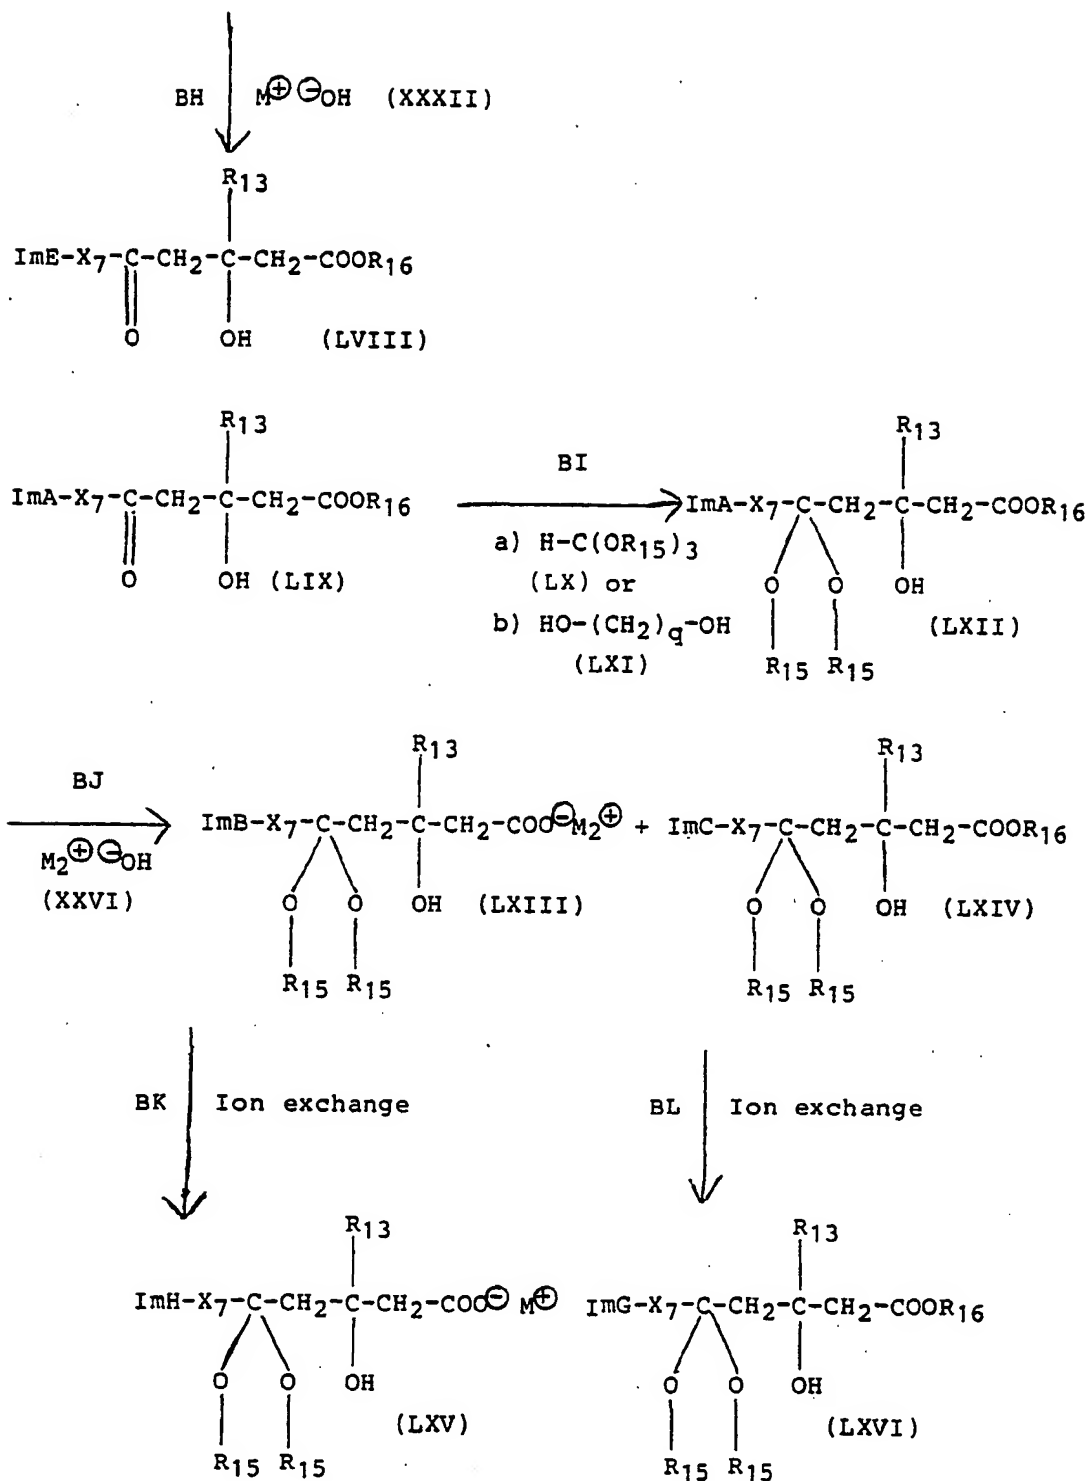 BH M⊕ ⊖OH (XXXII)
R13
ImE-X7-C-CH2-C-CH2-COOR16
O OH (LVIII)
R13
ImA-X7-C-CH2-C-CH2-COOR16
O OH (LIX)
BI
a) H-C(OR15)3
(LX) or
b) HO-(CH2)q-OH
(LXI)
R13
ImA-X7-C-CH2-C-CH2-COOR16
O O OH
(LXII)
R15 R15
BJ
M2⊕ ⊖OH
(XXVI)
R13
ImB-X7-C-CH2-C-CH2-COO⊖M2⊕ +
O O OH (LXIII)
R15 R15
R13
ImC-X7-C-CH2-C-CH2-COOR16
O O OH (LXIV)
R15 R15
BK Ion exchange
BL Ion exchange
R13
ImH-X7-C-CH2-C-CH2-COO⊖ M⊕
O O OH
(LXV)
R15 R15
R13
ImG-X7-C-CH2-C-CH2-COOR16
O O OH
(LXVI)
R15 R15